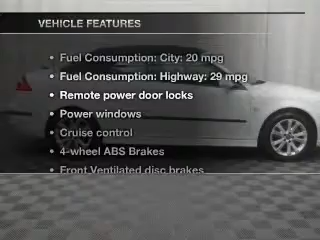 VEHICLE FEATURES
• Fuel Consumption: City: 20 mpg
• Fuel Consumption: Highway: 29 mpg
• Remote power door locks
• Power windows
• Cruise control
• 4-wheel ABS Brakes
• Front Ventilated disc brakes